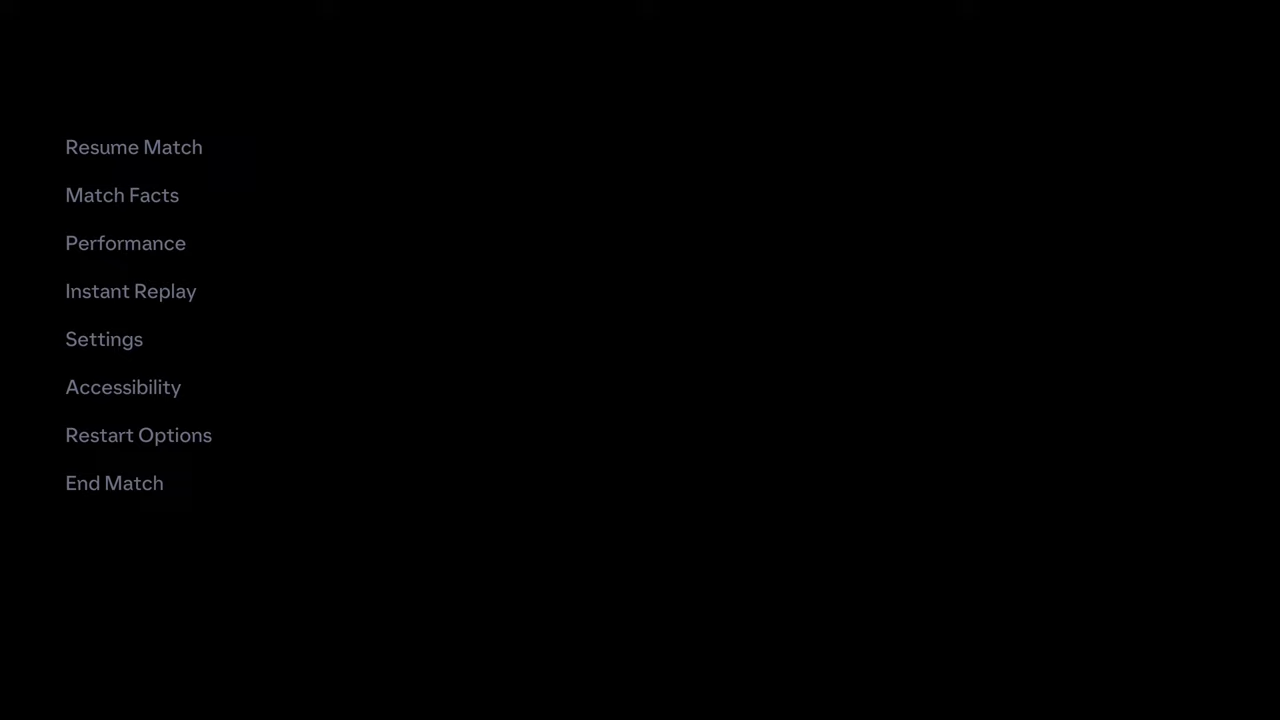 Resume Match
Match Facts
Performance
Instant Replay
Settings
Accessibility
Restart Options
End Match